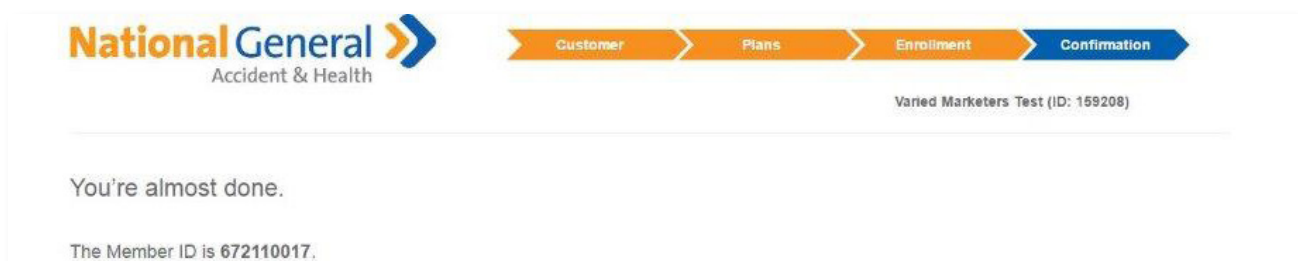 National General
Accident & Health
Customer
Plans
Enrollment
Confirmation
Varied Marketers Test (ID: 159208)
You're almost done.
The Member ID is 672110017.